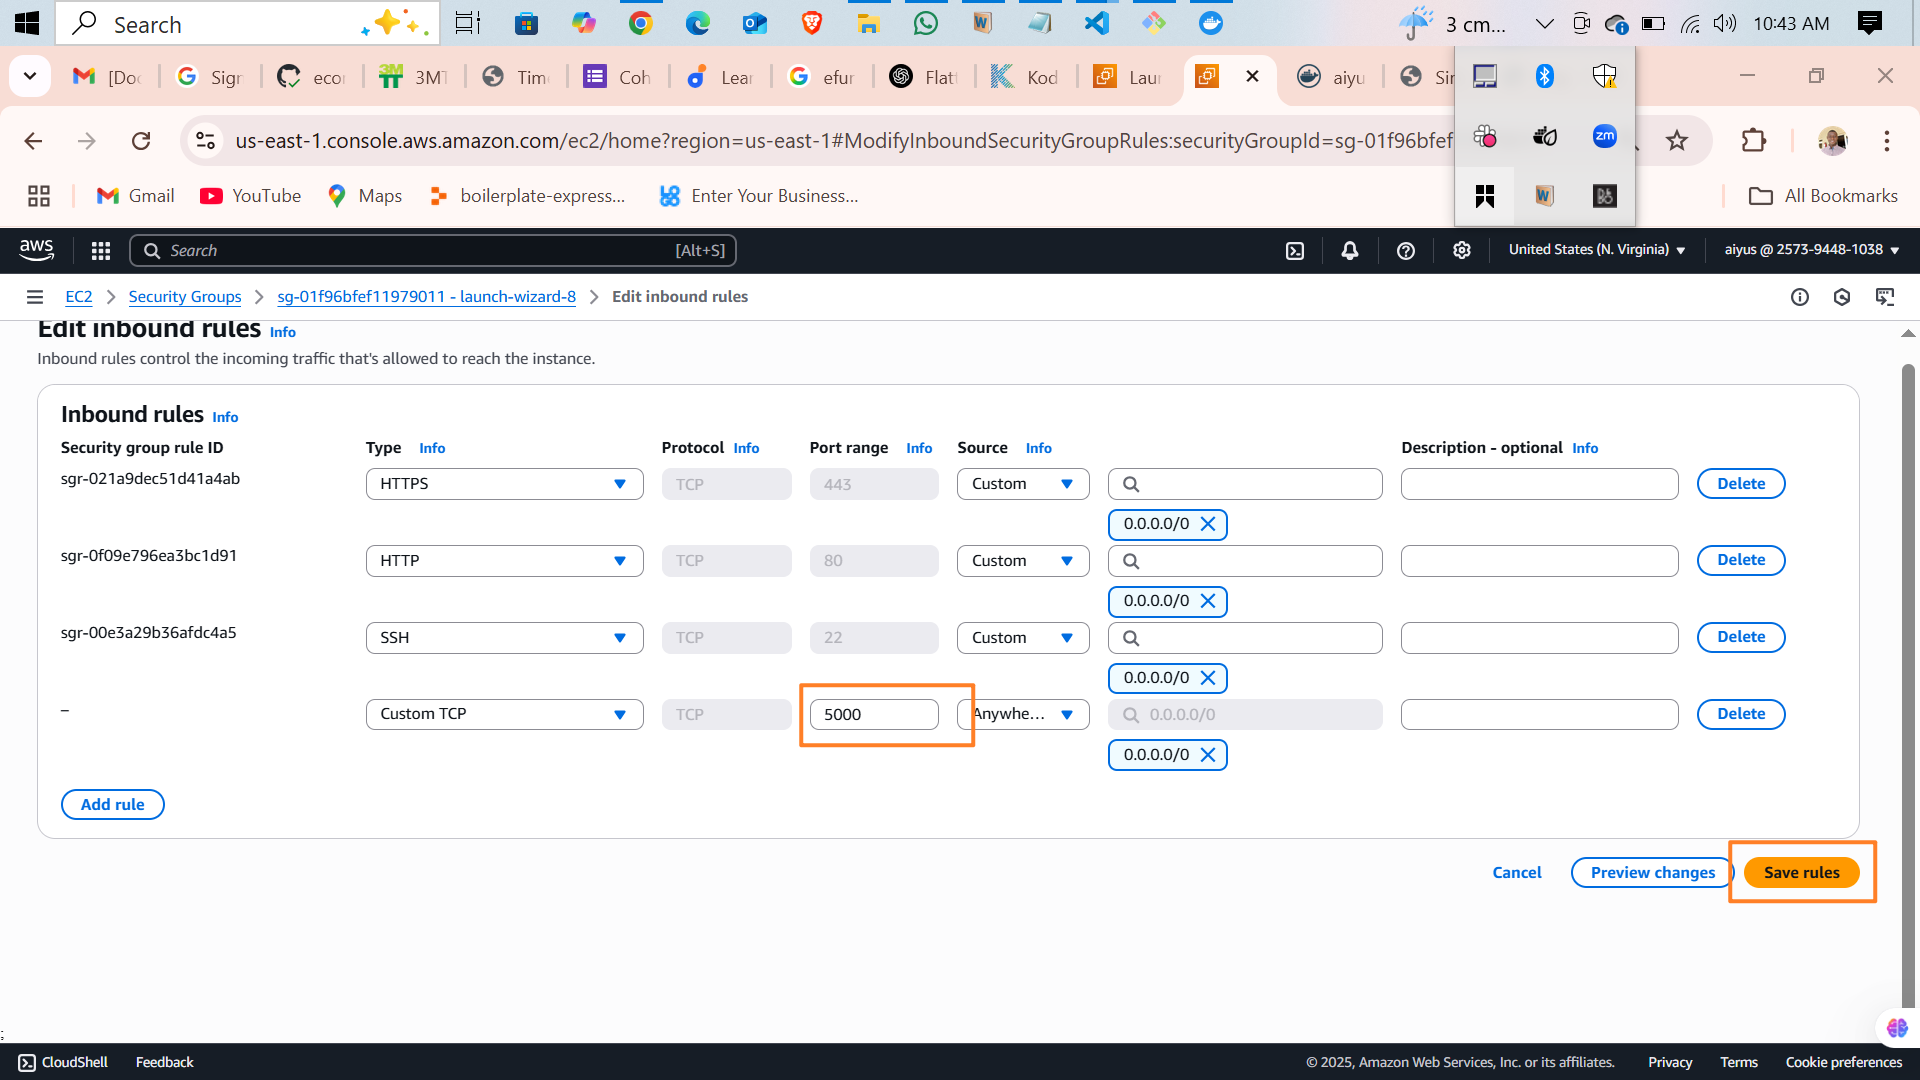 Search
3 cm...
10:43 AM
[Doc
Sign
econ
3MT
Time
Coh
Lear
efur
Flatt
Kod
Laun
aiyu
Sin
us-east-1.console.aws.amazon.com/ec2/home?region=us-east-1#ModifyInboundSecurityGroupRules:securityGroupId=sg-01f96bfef
zm
Gmail
YouTube
Maps
boilerplate-express...
Enter Your Business...
All Bookmarks
aws
Search
[Alt+S]
United States (N. Virginia)
aiyus @ 2573-9448-1038
EC2
Security Groups
sg-01f96bfef11979011 - launch-wizard-8
Edit inbound rules
Edit inbound rules Info
Inbound rules control the incoming traffic that's allowed to reach the instance.
Inbound rules Info
Security group rule ID Type Info Protocol Info Port range Info Source Info Description - optional Info
sgr-021a9dec51d41a4ab HTTPS TCP 443 Custom Delete
0.0.0.0/0
sgr-0f09e796ea3bc1d91 HTTP TCP 80 Custom Delete
0.0.0.0/0
sgr-00e3a29b36afdc4a5 SSH TCP 22 Custom Delete
0.0.0.0/0
– Custom TCP TCP 5000 Anywhe... 0.0.0.0/0 Delete
0.0.0.0/0
Add rule
Cancel Preview changes Save rules
CloudShell Feedback © 2025, Amazon Web Services, Inc. or its affiliates. Privacy Terms Cookie preferences